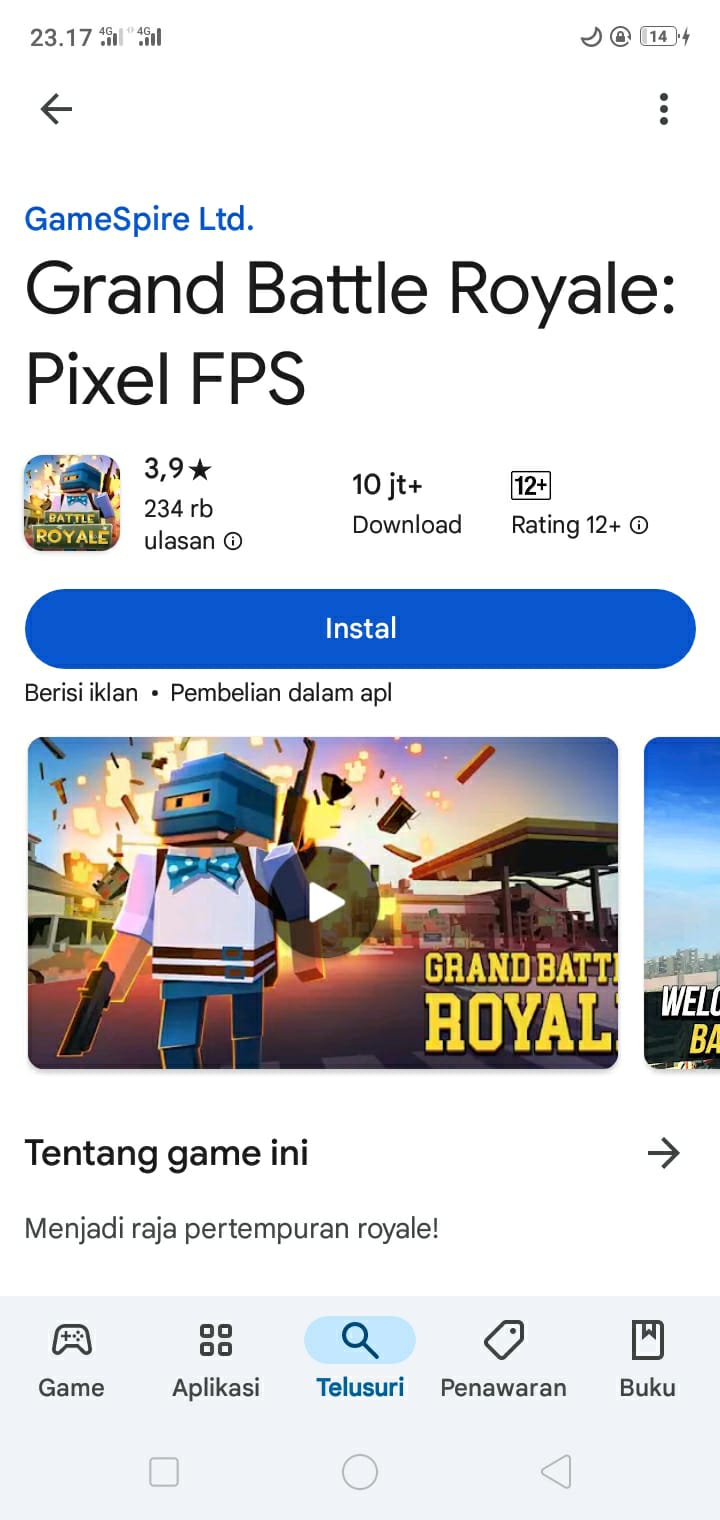 23.17 4G 4G 14
GameSpire Ltd.
Grand Battle Royale:
Pixel FPS
BATTLE
ROYALE
3,9★
234 rb
ulasan
10 jt+
Download
12+
Rating 12+
Instal
Berisi iklan • Pembelian dalam apl
GRAND BATTL
ROYAL
WELC
BA
Tentang game ini
Menjadi raja pertempuran royale!
Game
Aplikasi
Telusuri
Penawaran
Buku